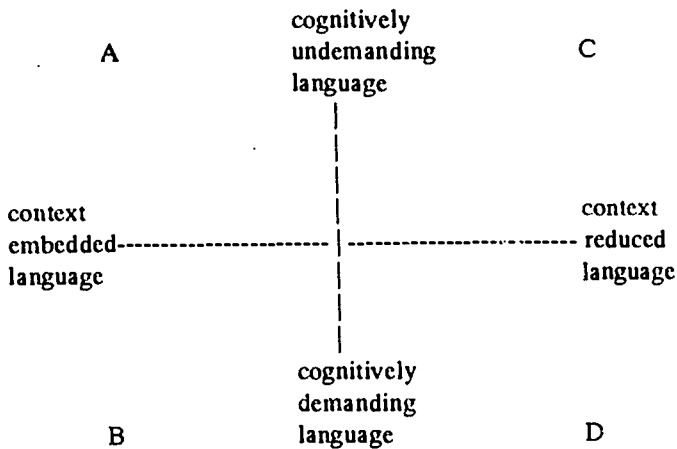 A
cognitively
undemanding
language
C
context
embedded
language
context
reduced
language
cognitively
demanding
language
B
D